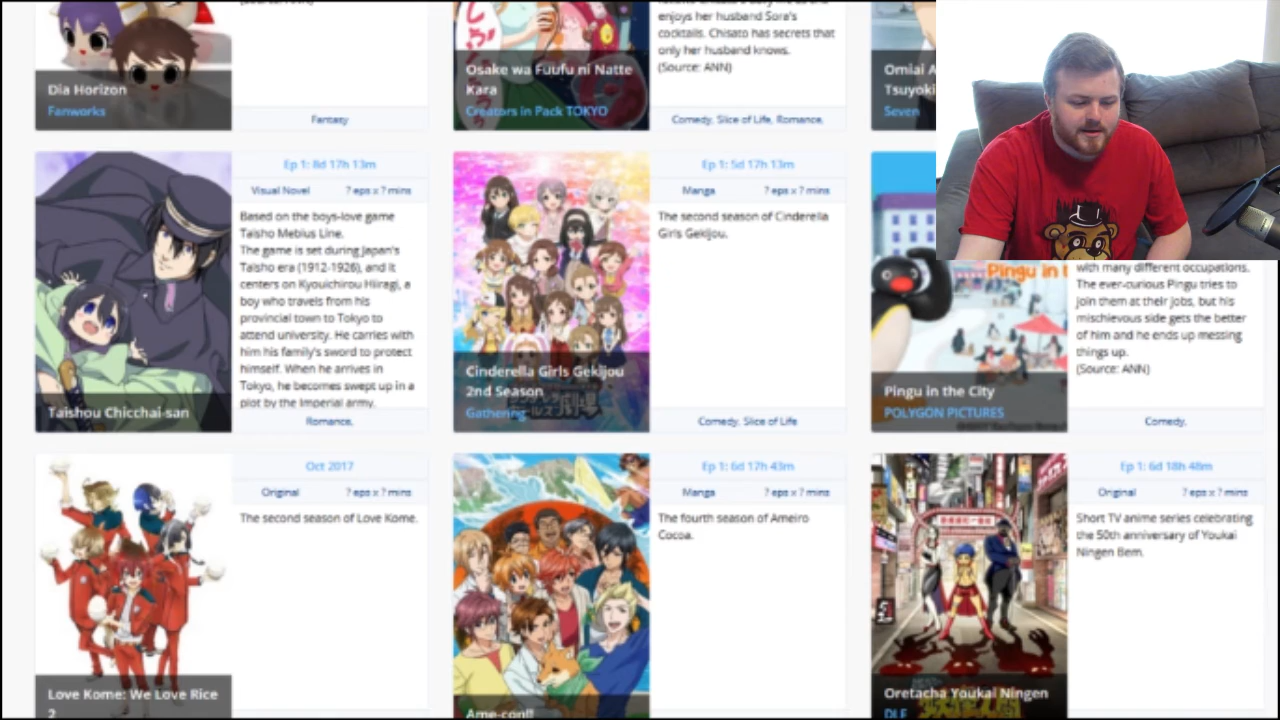 Dia Horizon
Fanworks
Fantasy
Osake wa Fuufu ni Natte
Kara
Creators in Pack TOKYO
enjoys her husband Sora's
cocktails. Chisato has secrets that
only her husband knows.
(Source: ANN)
Comedy, Slice of Life, Romance,
Omiai A
Tsuyoki
Seven
Taishou Chicchai-san
Ep 1: 8d 17h 13m
Visual Novel ? eps x ? mins
Based on the boys-love game
Taisho Mebius Line.
The game is set during Japan's
Taisho era (1912-1926), and it
centers on Kyouichirou Hiiragi, a
boy who travels from his
provincial town to Tokyo to
attend university. He carries with
him his family's sword to protect
himself. When he arrives in
Tokyo, he becomes swept up in a
plot by the Imperial army.
Romance,
Cinderella Girls Gekijou
2nd Season
Gathering
Ep 1: 5d 17h 13m
Manga ? eps x ? mins
The second season of Cinderella
Girls Gekijou.
Comedy, Slice of Life
Pingu in t
Pingu in the City
POLYGON PICTURES
with many different occupations.
The ever-curious Pingu tries to
join them at their jobs, but his
mischievous side gets the better
of him and he ends up messing
things up.
(Source: ANN)
Comedy,
Love Kome: We Love Rice
2
Oct 2017
Original ? eps x ? mins
The second season of Love Kome.
Ame-con!!
Ep 1: 6d 17h 43m
Manga ? eps x ? mins
The fourth season of Ameiro
Cocoa.
Oretacha Youkai Ningen
DLE
Ep 1: 6d 18h 48m
Original ? eps x ? mins
Short TV anime series celebrating
the 50th anniversary of Youkai
Ningen Bem.